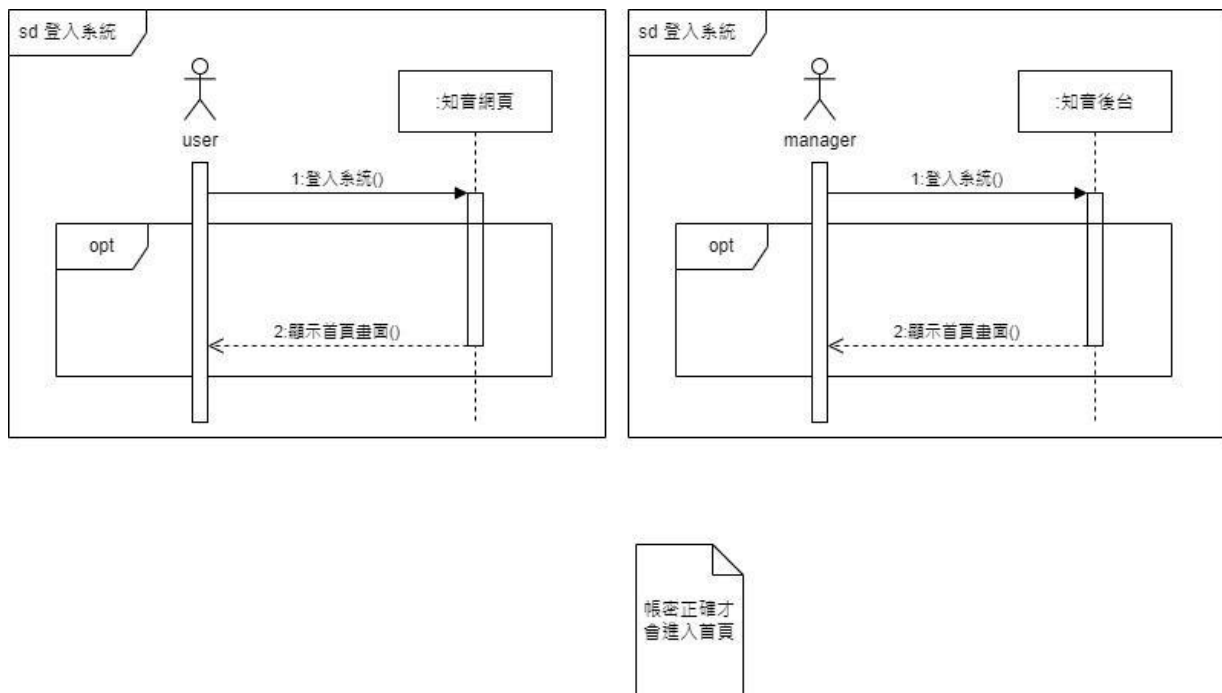 sd 登入系統
user
:知音網頁
1:登入系統()
opt
2:顯示首頁畫面()
sd 登入系統
manager
:知音後台
1:登入系統()
opt
2:顯示首頁畫面()
帳密正確才
會進入首頁